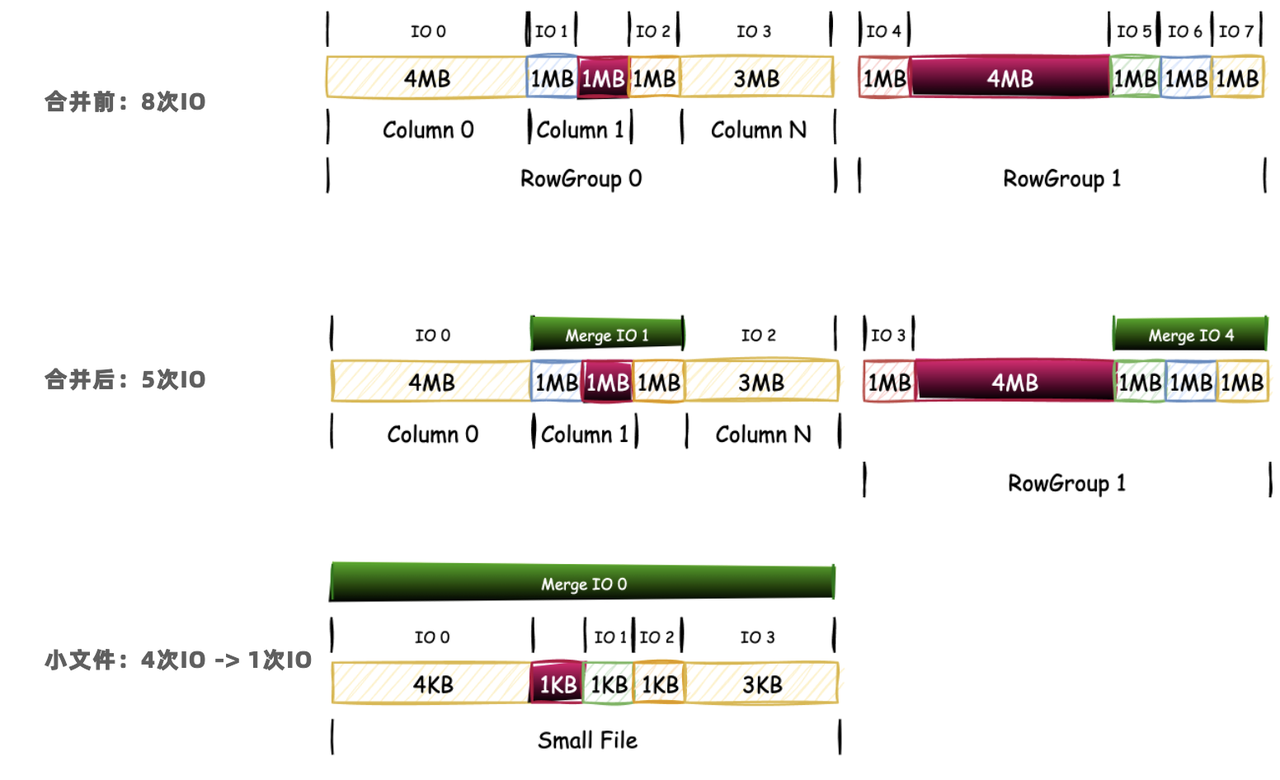 IO 0 IO 1 IO 2 IO 3 IO 4 IO 5 IO 6 IO 7
合并前：8次IO 4MB 1MB 1MB 1MB 3MB 1MB 4MB 1MB 1MB 1MB
Column 0 Column 1 Column N
RowGroup 0 RowGroup 1
IO 0 Merge IO 1 IO 2 IO 3 Merge IO 4
合并后：5次IO 4MB 1MB 1MB 1MB 3MB 1MB 4MB 1MB 1MB 1MB
Column 0 Column 1 Column N
RowGroup 1
Merge IO 0
IO 0 IO 1 IO 2 IO 3
小文件：4次IO -> 1次IO 4KB 1KB 1KB 1KB 3KB
Small File